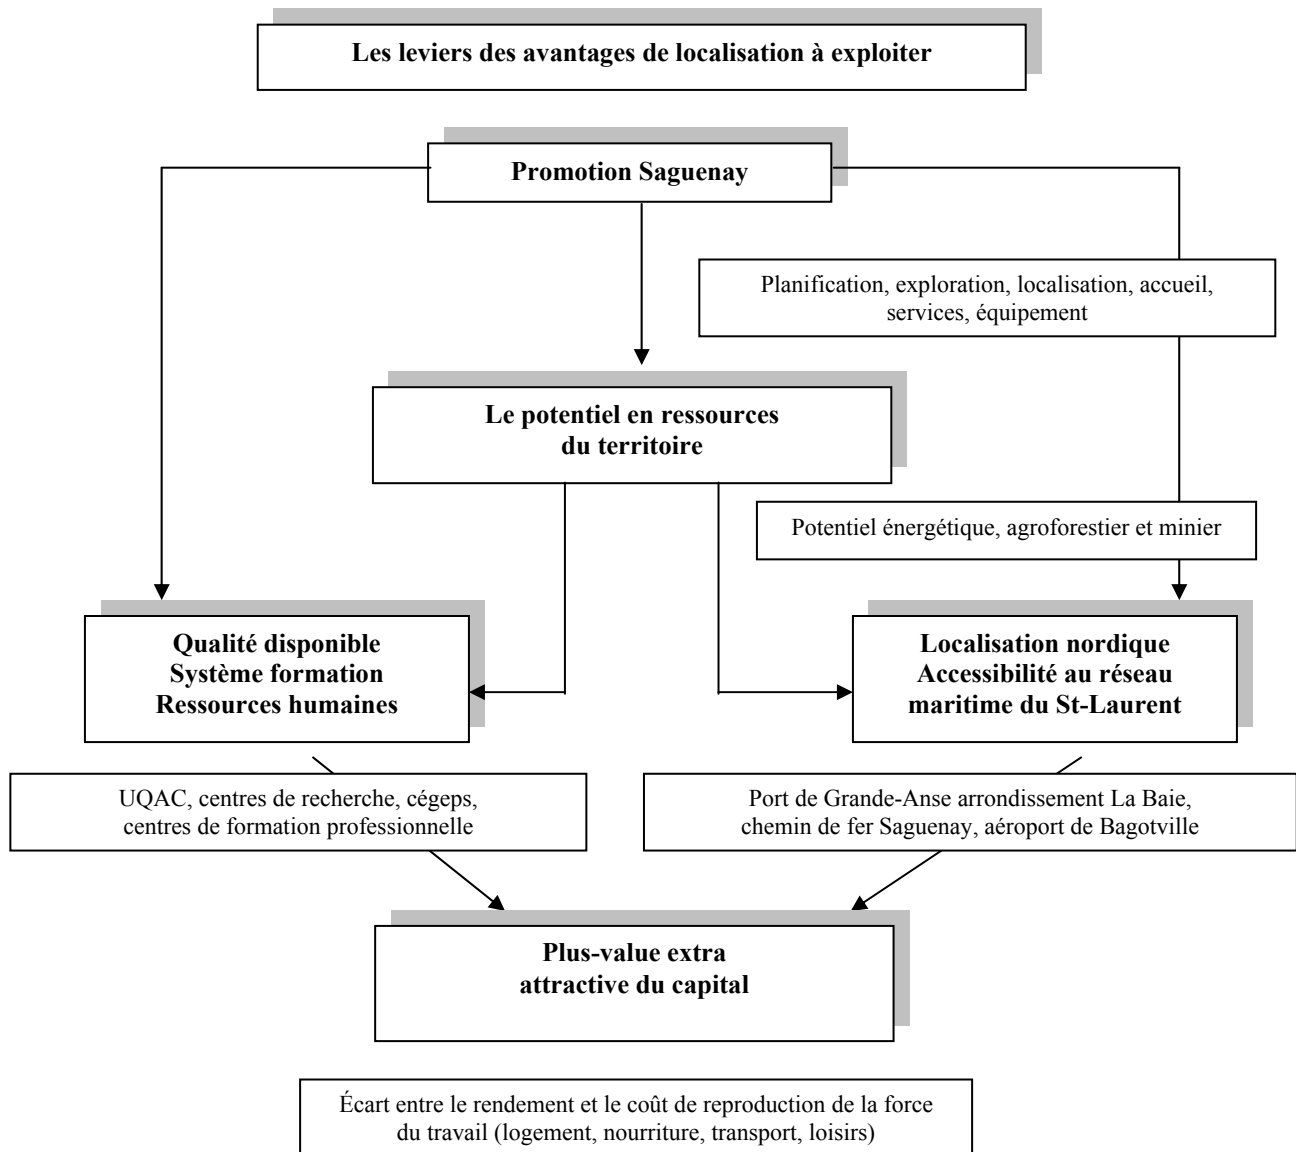 Les leviers des avantages de localisation à exploiter
Promotion Saguenay
Planification, exploration, localisation, accueil,
services, équipement
Le potentiel en ressources
du territoire
Potentiel énergétique, agroforestier et minier
Qualité disponible
Système formation
Ressources humaines
Localisation nordique
Accessibilité au réseau
maritime du St-Laurent
UQAC, centres de recherche, cégeps,
centres de formation professionnelle
Port de Grande-Anse arrondissement La Baie,
chemin de fer Saguenay, aéroport de Bagotville
Plus-value extra
attractive du capital
Écart entre le rendement et le coût de reproduction de la force
du travail (logement, nourriture, transport, loisirs)